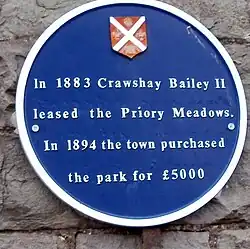 In 1883 Crawshay Bailey II
leased the Priory Meadows.
In 1894 the town purchased
the park for £5000